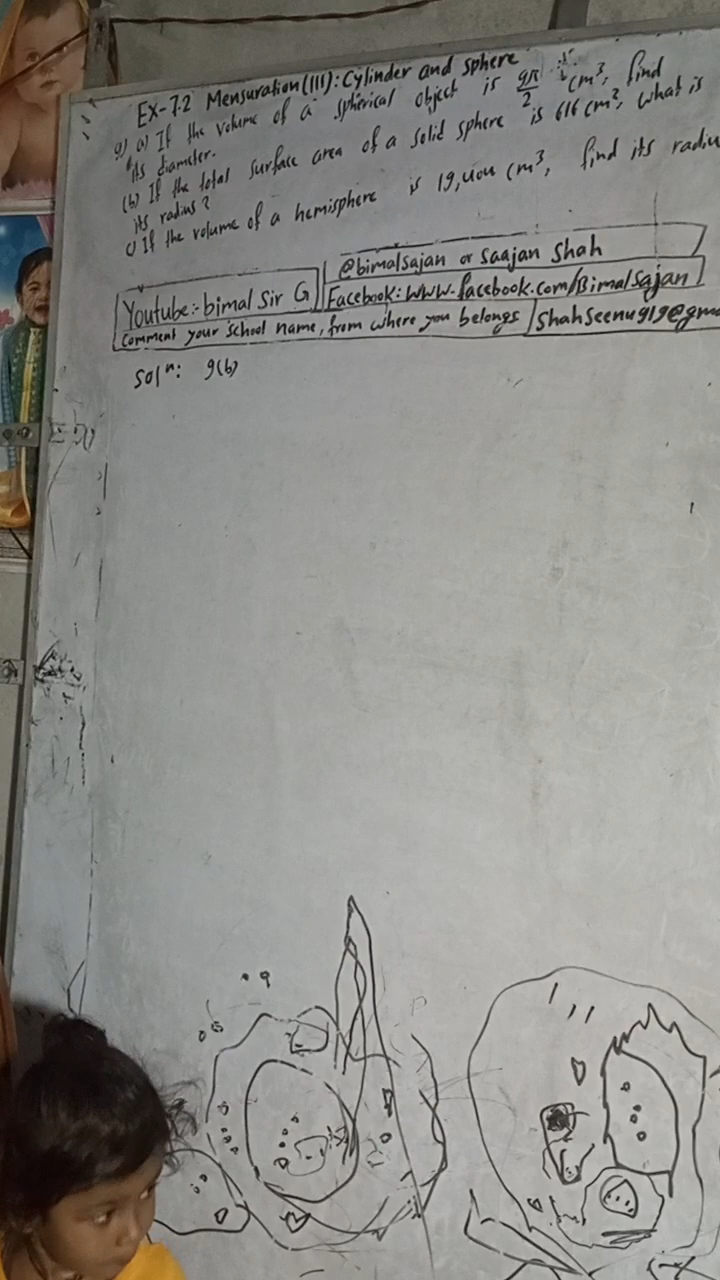 Ex-7.2 Mensuration(III): Cylinder and sphere
9) a) If the volume of a spherical object is 9π/2 cm³, find
its diameter.
(b) If the total surface area of a solid sphere is 616 cm², what is
its radius?
c) If the volume of a hemisphere is 19,404 cm³, find its radiu
@bimalsajan or Saajan Shah
Youtube:- bimal Sir G
Facebook: www.facebook.com/Bimalsajan
Comment your school name, from where you belongs
Shahseenu919@gm
Solⁿ: 9(b)